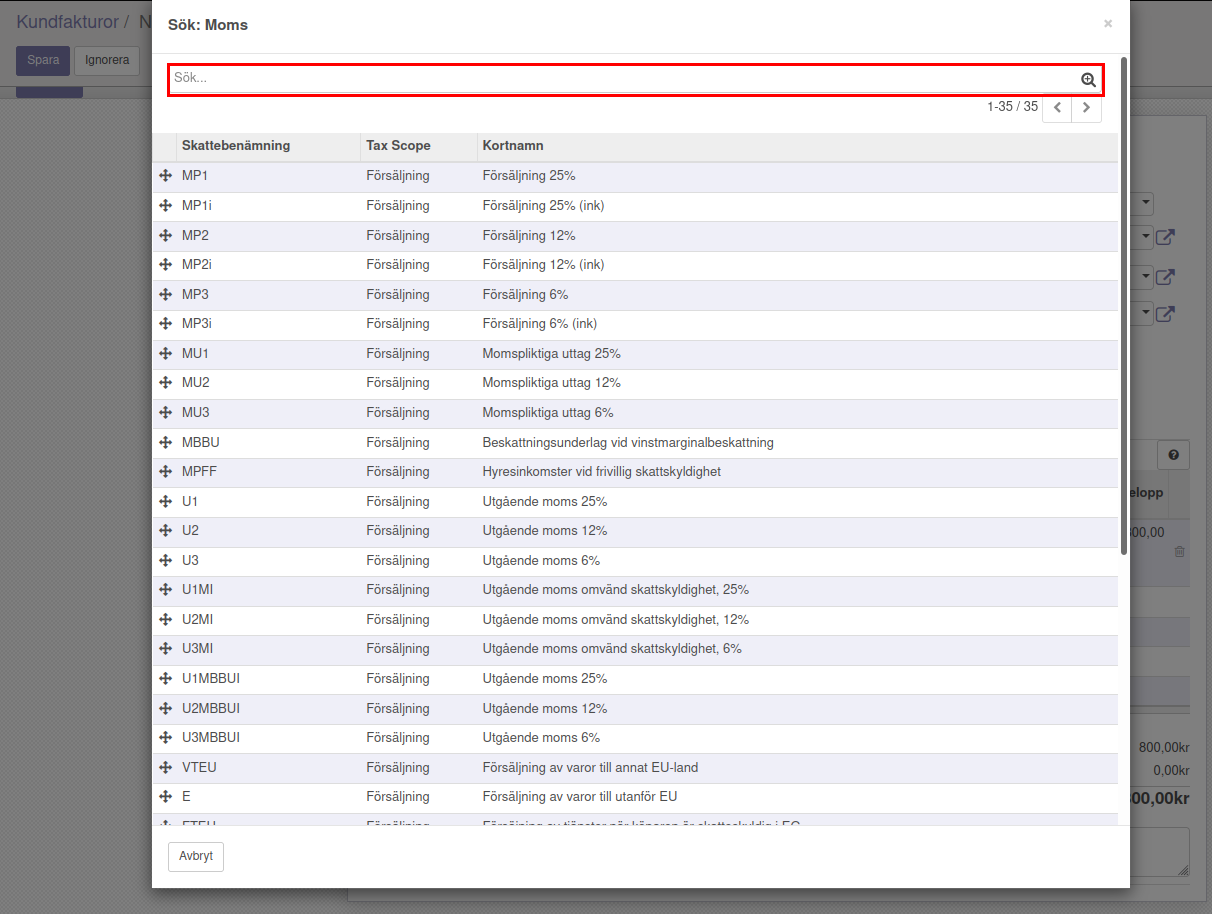 Kundfakturor / N
Sök: Moms
×
Spara
Ignorera
Sök...
1-35 / 35
Skattebenämning Tax Scope Kortnamn
MP1 Försäljning Försäljning 25%
MP1i Försäljning Försäljning 25% (ink)
MP2 Försäljning Försäljning 12%
MP2i Försäljning Försäljning 12% (ink)
MP3 Försäljning Försäljning 6%
MP3i Försäljning Försäljning 6% (ink)
MU1 Försäljning Momspliktiga uttag 25%
MU2 Försäljning Momspliktiga uttag 12%
MU3 Försäljning Momspliktiga uttag 6%
MBBU Försäljning Beskattningsunderlag vid vinstmarginalbeskattning
MPFF Försäljning Hyresinkomster vid frivillig skattskyldighet
elopp
U1 Försäljning Utgående moms 25%
U2 Försäljning Utgående moms 12%
00,00
U3 Försäljning Utgående moms 6%
U1MI Försäljning Utgående moms omvänd skattskyldighet, 25%
U2MI Försäljning Utgående moms omvänd skattskyldighet, 12%
U3MI Försäljning Utgående moms omvänd skattskyldighet, 6%
U1MBBUI Försäljning Utgående moms 25%
U2MBBUI Försäljning Utgående moms 12%
U3MBBUI Försäljning Utgående moms 6%
800,00kr
VTEU Försäljning Försäljning av varor till annat EU-land
0,00kr
E Försäljning Försäljning av varor till utanför EU
00,00kr
Avbryt